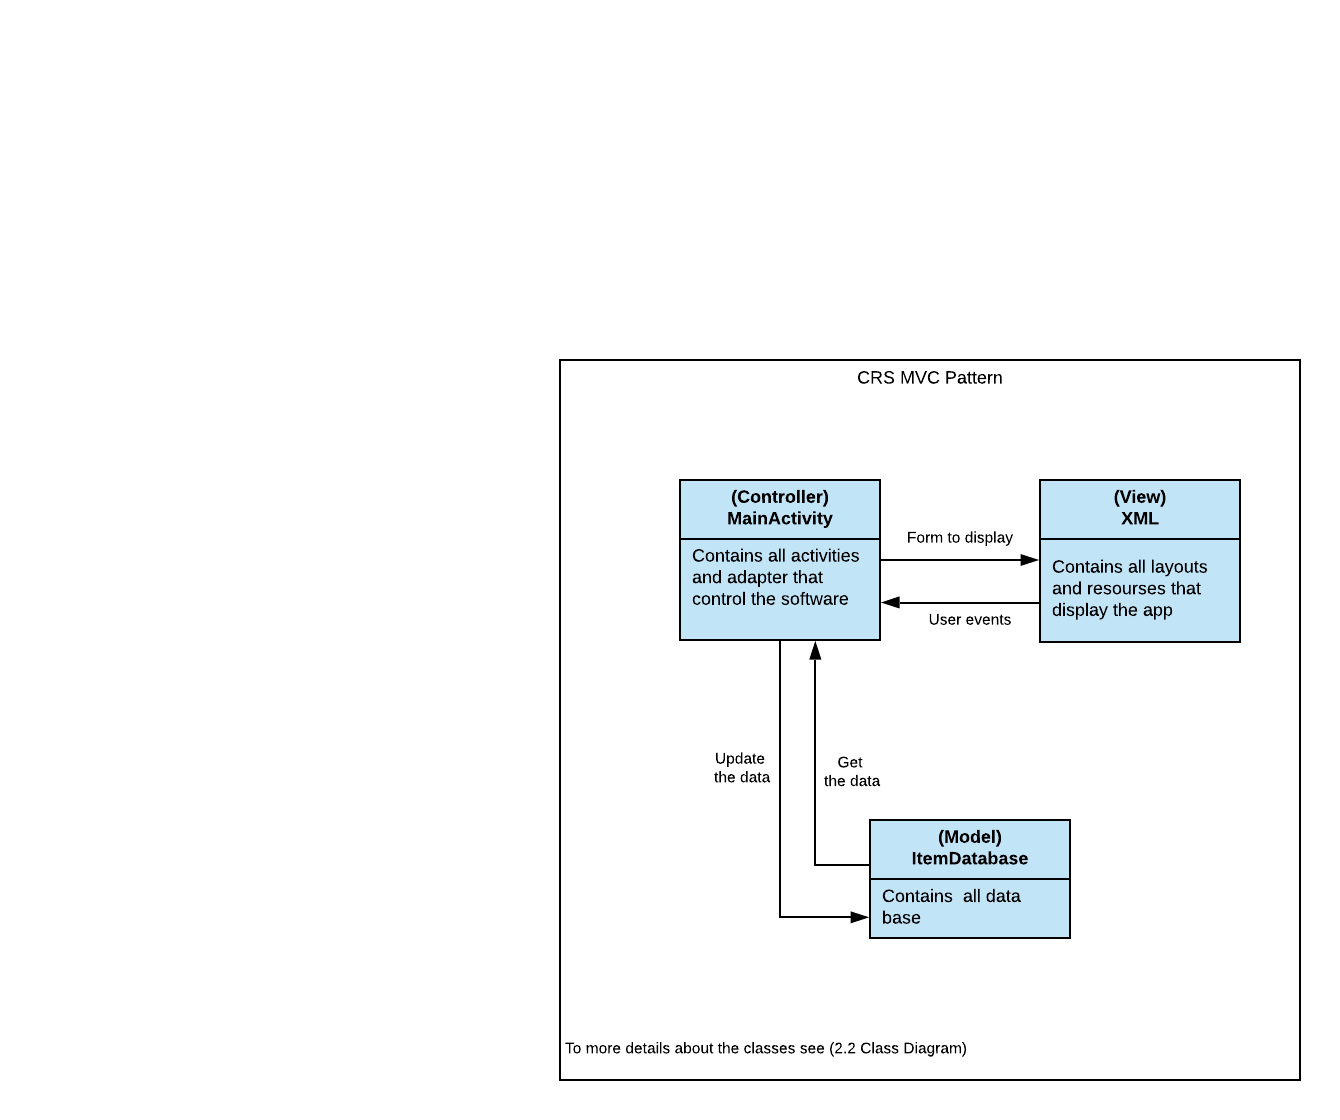 CRS MVC Pattern
(Controller)
MainActivity
Contains all activities
and adapter that
control the software
Form to display
User events
(View)
XML
Contains all layouts
and resourses that
display the app
Update
the data
Get
the data
(Model)
ItemDatabase
Contains  all data
base
To more details about the classes see (2.2 Class Diagram)